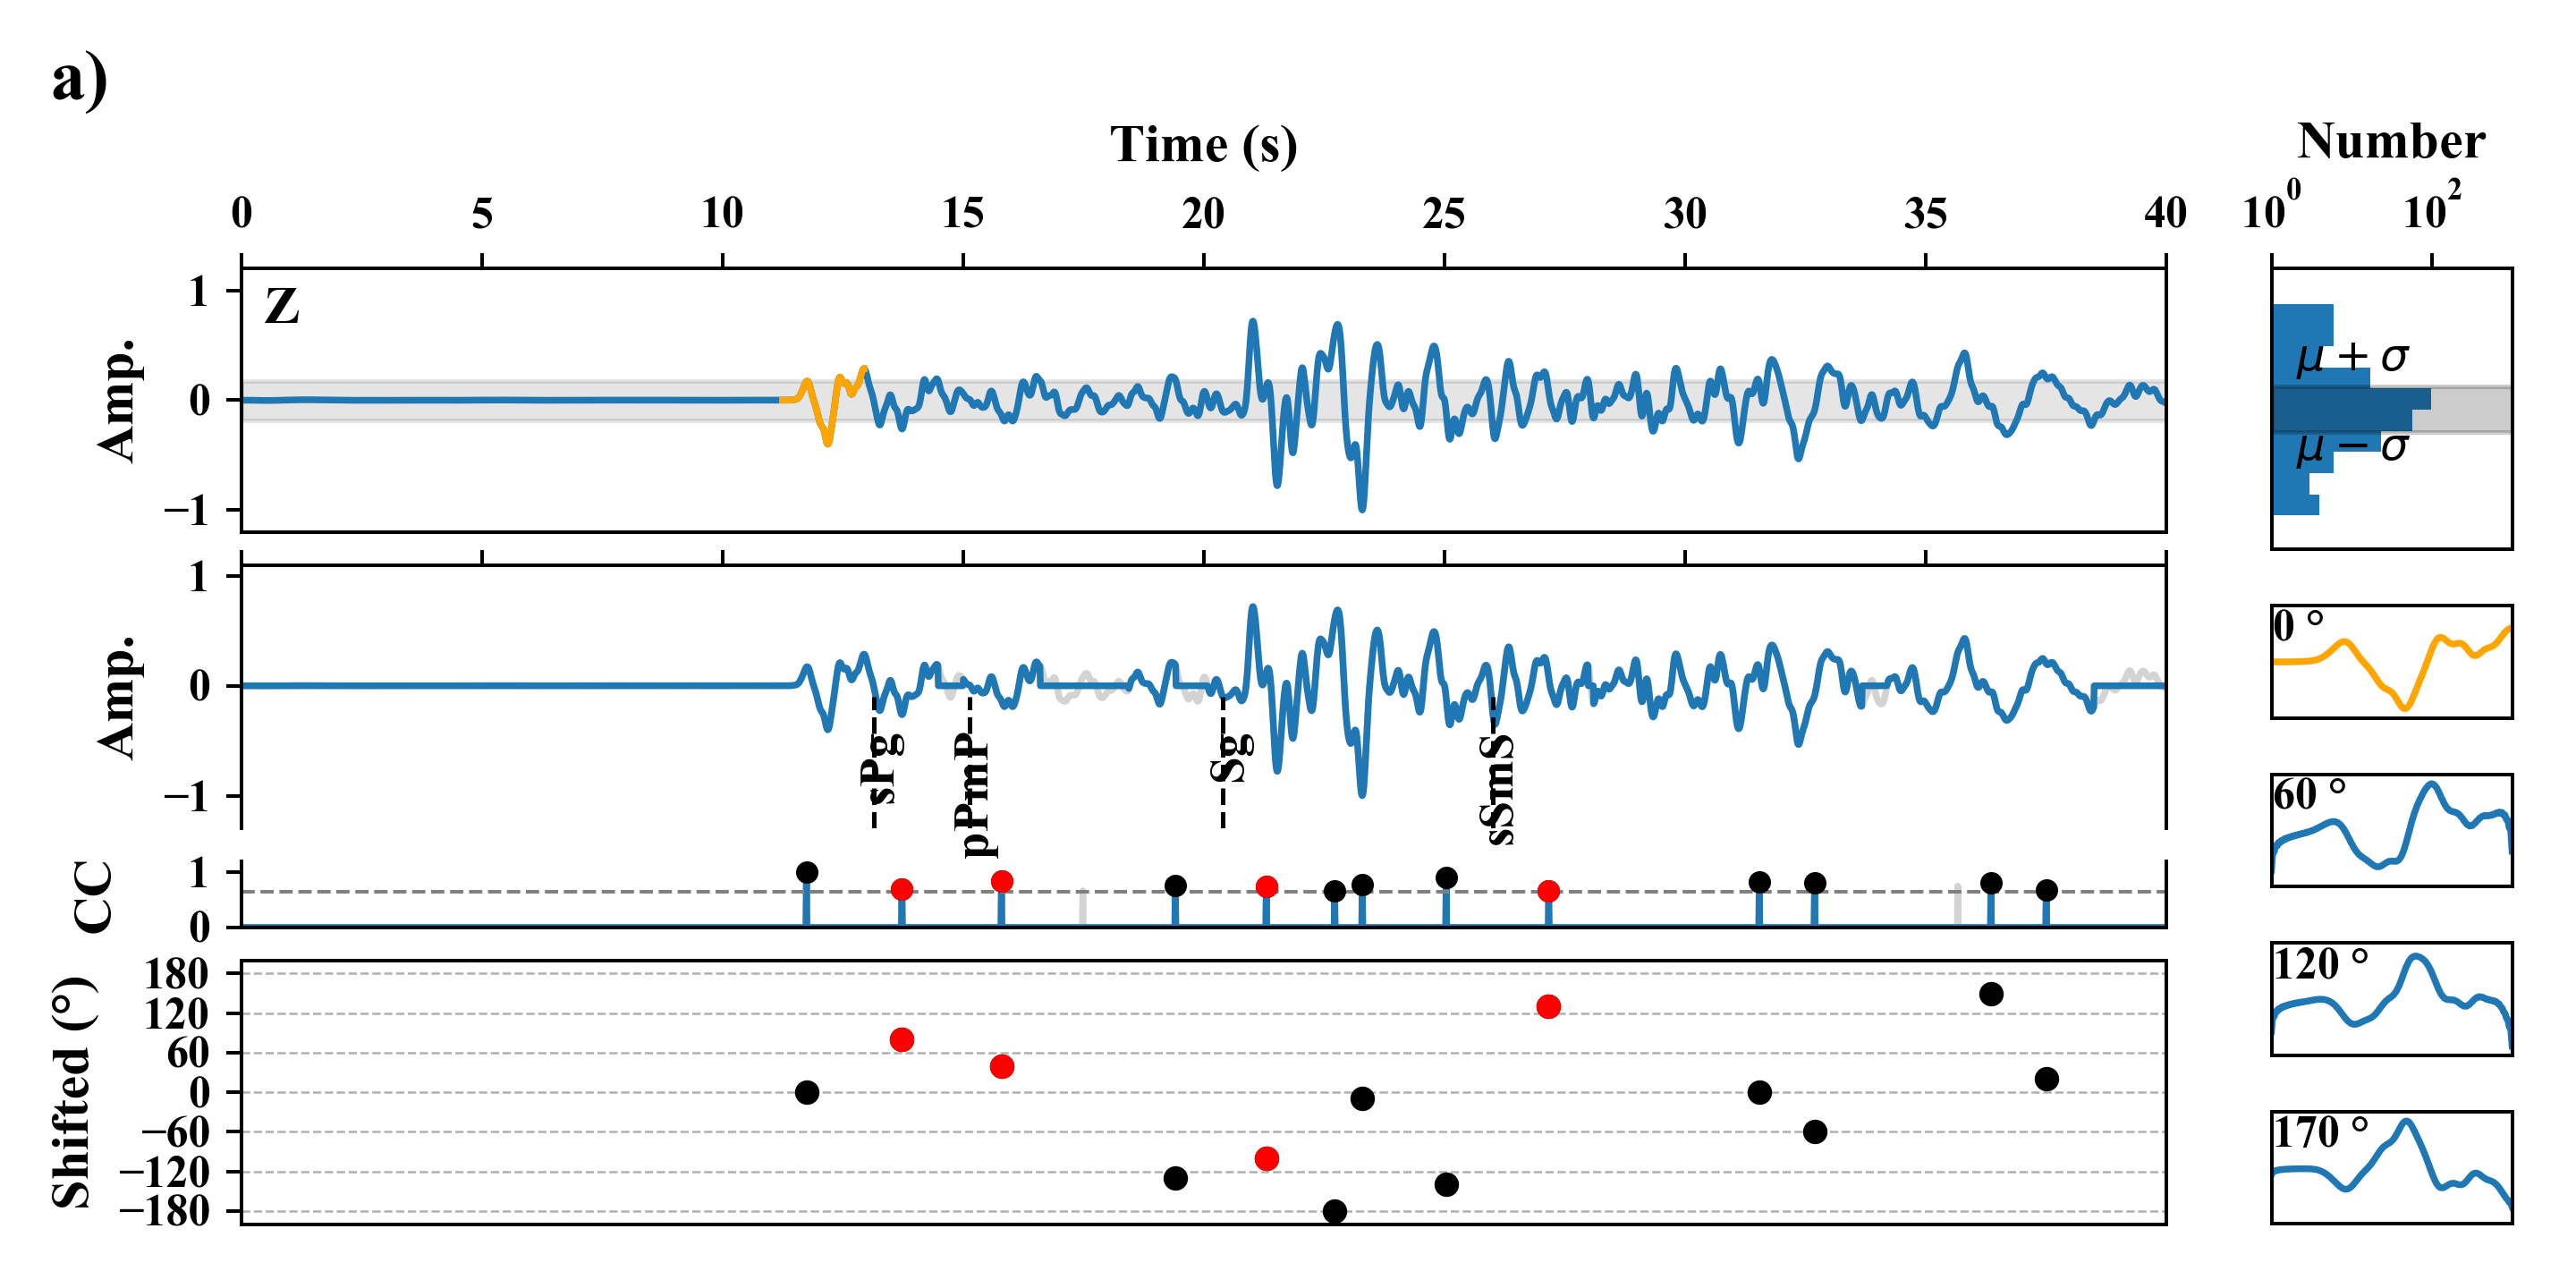 a)
Time (s)
Number
0 5 10 15 20 25 30 35 40
10^0 10^2
1
0
−1
Amp.
Z
μ + σ
μ − σ
1
0
−1
Amp.
sPg
pPmP
Sg
sSmS
0 °
60 °
1
0
CC
120 °
180
120
60
0
−60
−120
−180
Shifted (°)
170 °